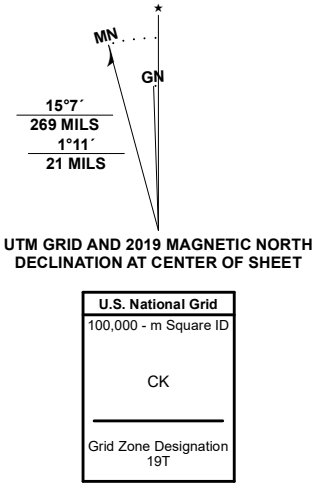 MN
GN
15°7´
269 MILS
1°11´
21 MILS
UTM GRID AND 2019 MAGNETIC NORTH
DECLINATION AT CENTER OF SHEET
U.S. National Grid
100,000 - m Square ID
CK
Grid Zone Designation
19T